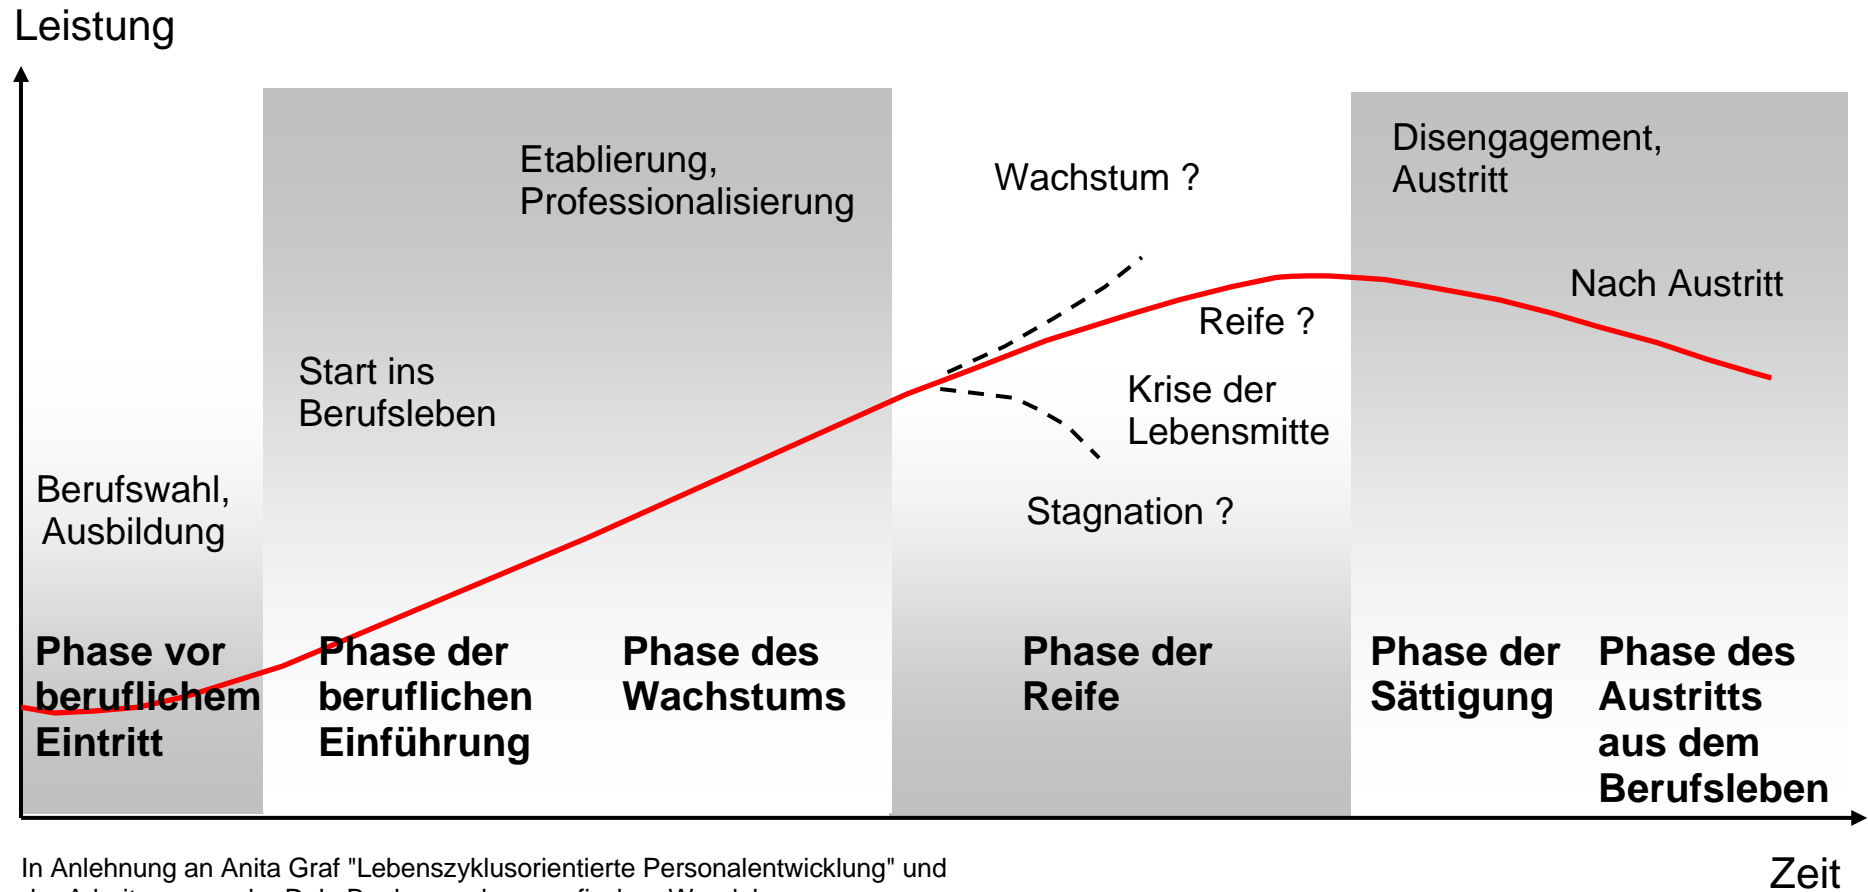 Leistung
Etablierung,
Professionalisierung
Wachstum ?
Disengagement,
Austritt
Nach Austritt
Reife ?
Start ins
Berufsleben
Krise der
Lebensmitte
Berufswahl,
Ausbildung
Stagnation ?
Phase vor
beruflichem
Eintritt
Phase der
beruflichen
Einführung
Phase des
Wachstums
Phase der
Reife
Phase der
Sättigung
Phase des
Austritts
aus dem
Berufsleben
Zeit
In Anlehnung an Anita Graf "Lebenszyklusorientierte Personalentwicklung" und